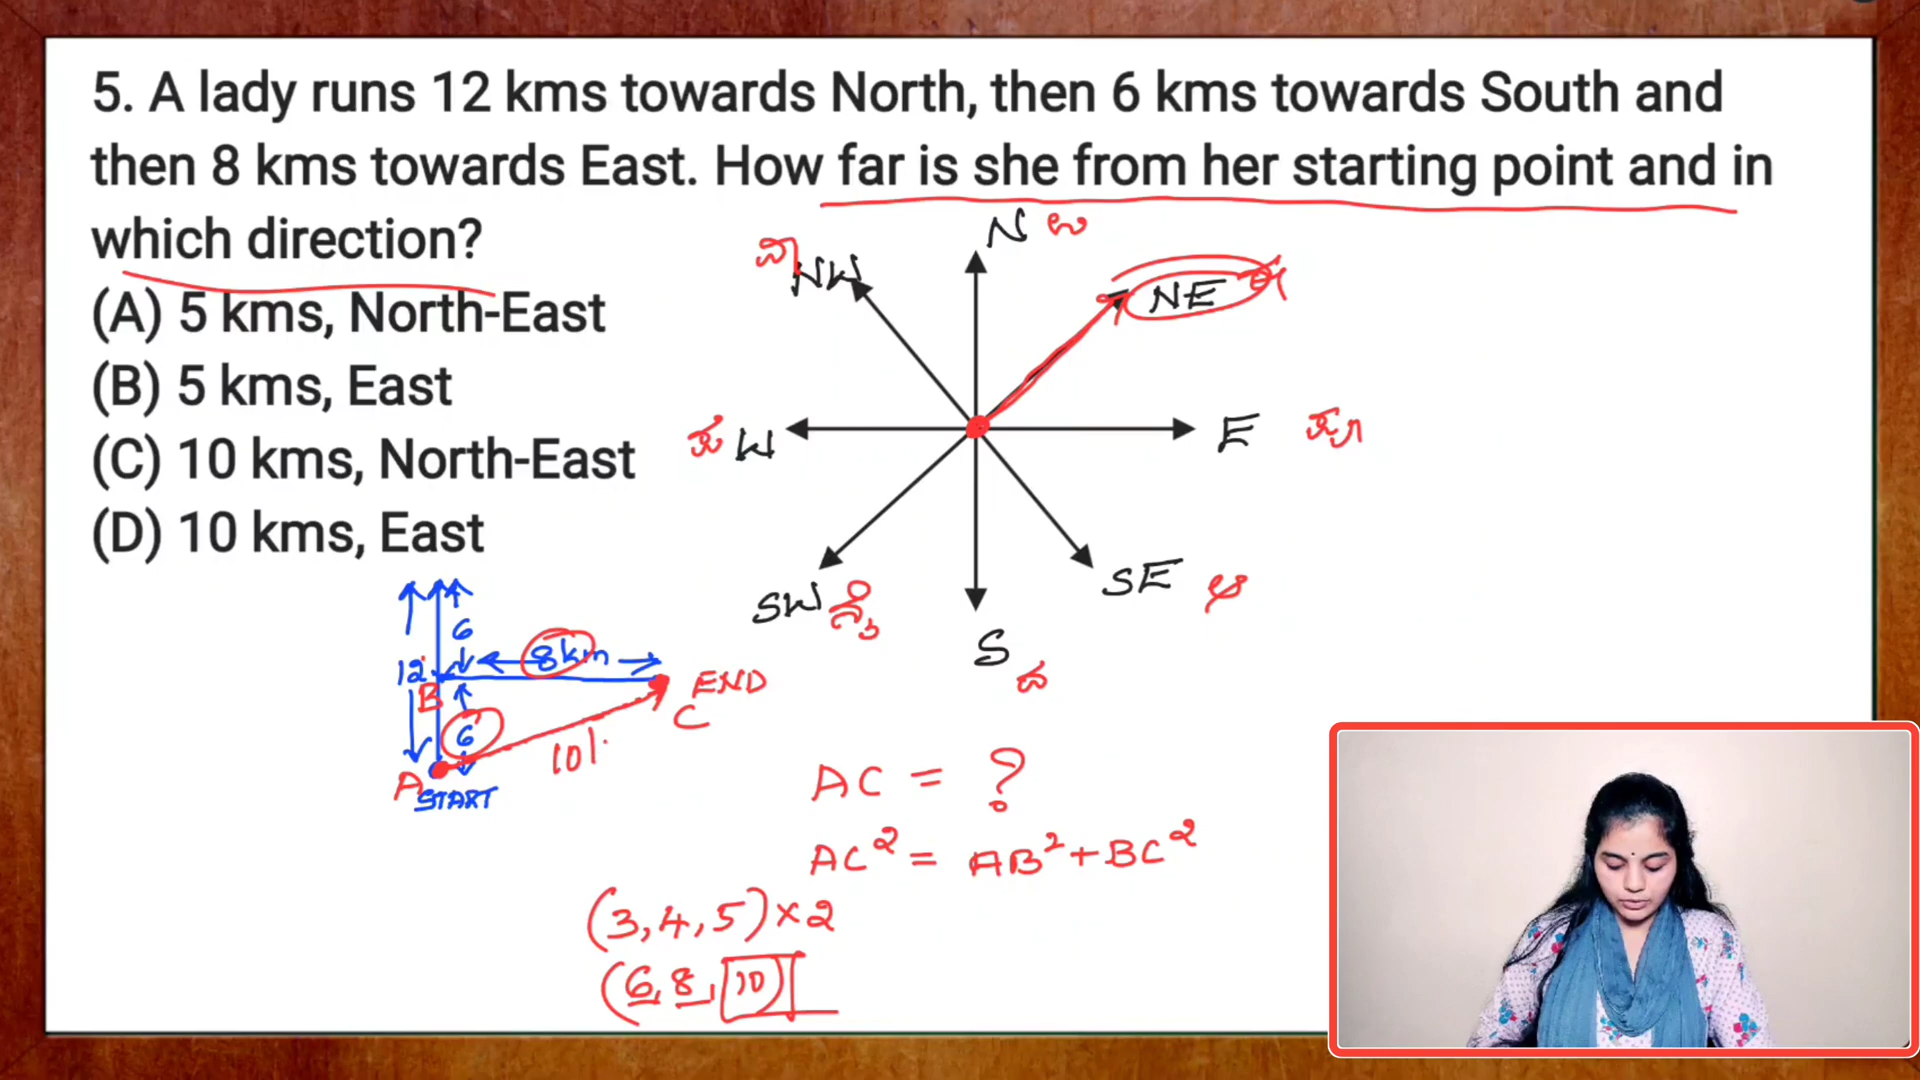 5. A lady runs 12 kms towards North, then 6 kms towards South and
then 8 kms towards East. How far is she from her starting point and in
which direction?
(A) 5 kms, North-East
(B) 5 kms, East
(C) 10 kms, North-East
(D) 10 kms, East
N ಉ
NW
NE
W ಪ
E
SW
SE ಆ
S ದ
6
12
8km
B
6
10
A
START
END
C
AC = ?
AC² = AB² + BC²
(3, 4, 5) × 2
(6, 8, 10)